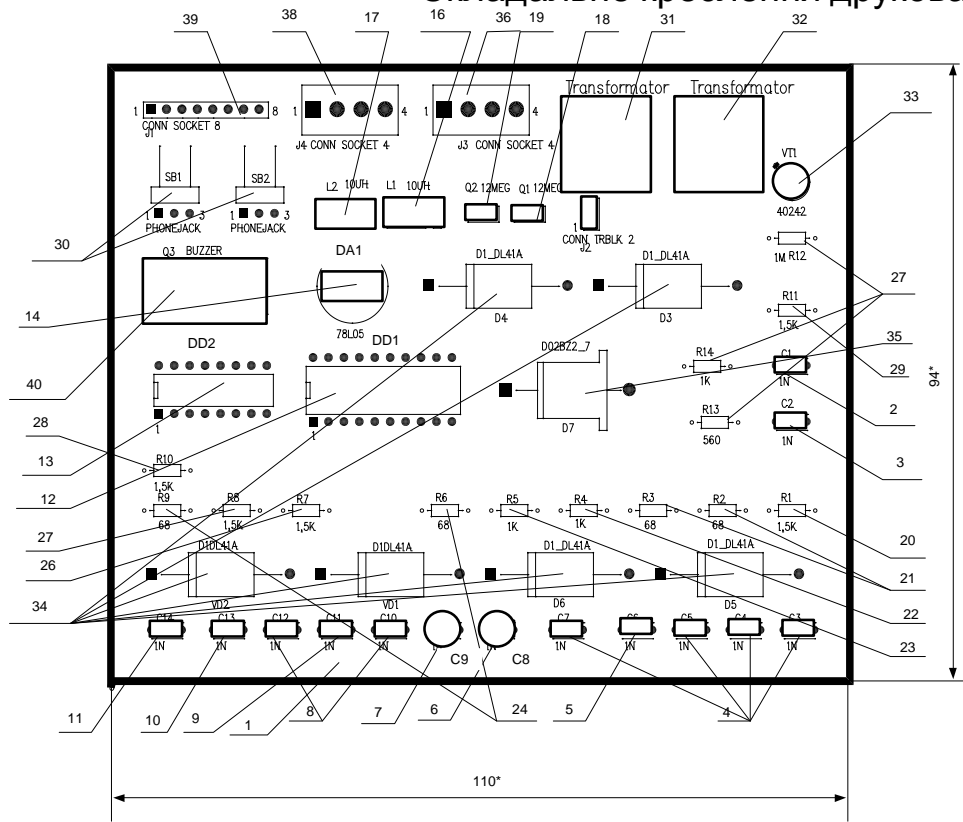 38 17 16 36 19 18 31 32
39
33
Transformator Transformator
1 8 1 4 1 4
CONN SOCKET 8
J1
J4 CONN SOCKET 4
J3 CONN SOCKET 4
VT1
SB1 SB2
L2 10UH L1 10UH Q2 12MEG Q1 12MEG
40242
1 3 1 3
PHONEJACK PHONEJACK
1
CONN TRBLK 2
J2
30
Q3 BUZZER
DA1
D1_DL41A D1_DL41A
1M R12
27
14
78L05
D4 D3
R11
1,5K
35
DD2 DD1
D02BZ2_7
R14
1K
C1
1N
29
40
94*
2
28
1 1
D7
R13
560
C2
1N
13
R10
1,5K
3
12
R9 R8 R7 R6 R5 R4 R3 R2 R1
68 1,5K 1,5K 68 1K 1K 68 68 1,5K
27
20
26
D1DL41A D1DL41A D1_DL41A D1_DL41A
21
34
VD2 VD1 D6 D5
22
C14 C13 C12 C11 C10 C7 C6 C5 C4 C3
1N 1N 1N 1N 1N 1N 1N 1N 1N 1N
23
C9 C8
11 10 9 1 8 7 6 24 5 4
110*